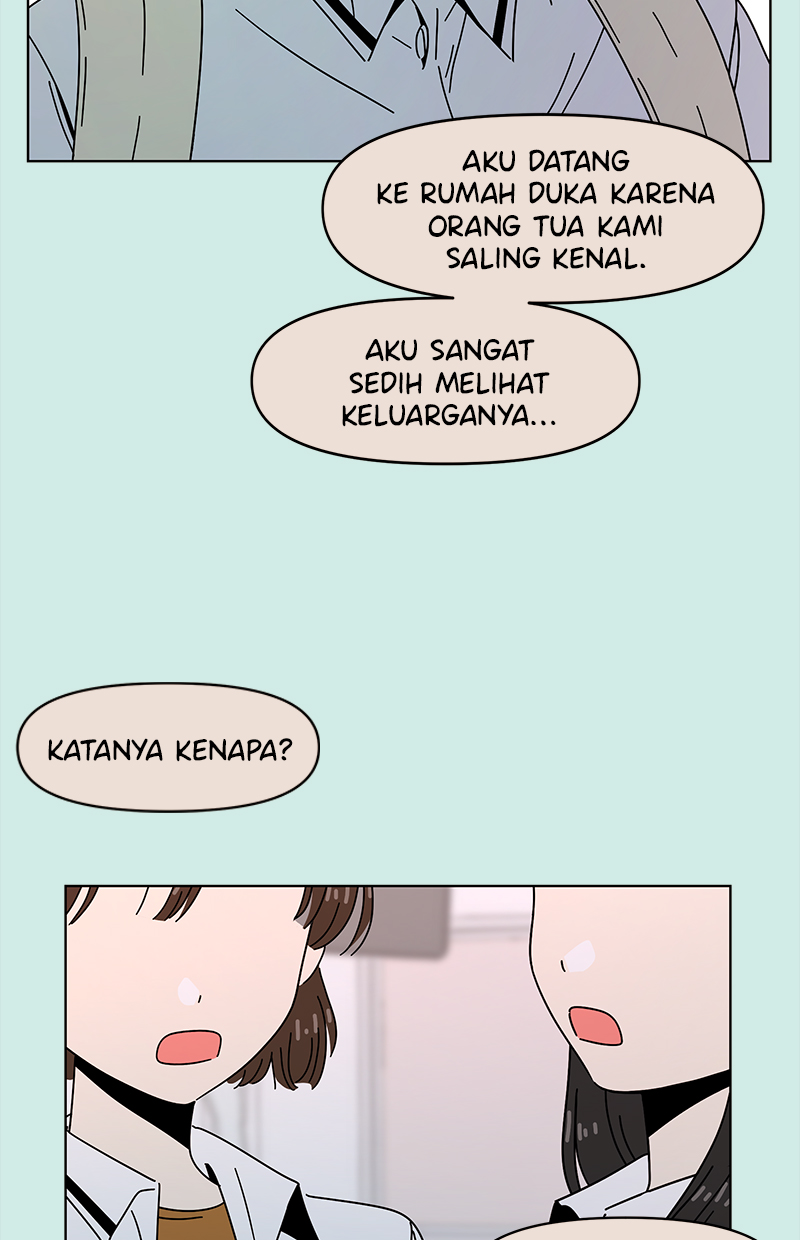 AKU DATANG
KE RUMAH DUKA KARENA
ORANG TUA KAMI
SALING KENAL.
AKU SANGAT
SEDIH MELIHAT
KELUARGANYA...
KATANYA KENAPA?